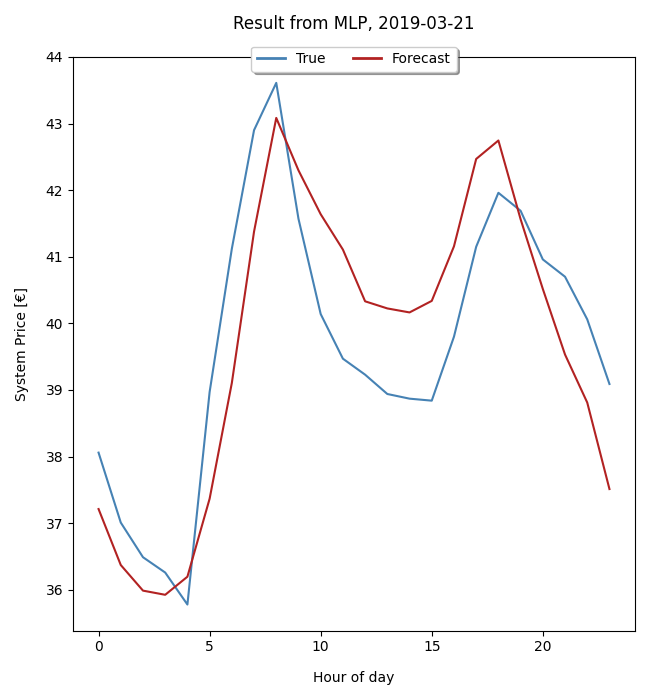 Result from MLP, 2019-03-21
True Forecast
44
43
42
41
40
39
38
37
36
System Price [€]
0 5 10 15 20
Hour of day